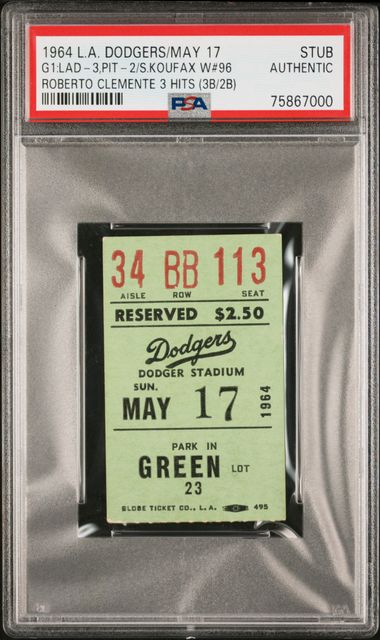 1964 L.A. DODGERS/MAY 17 STUB
G1:LAD-3,PIT-2/S.KOUFAX W#96 AUTHENTIC
ROBERTO CLEMENTE 3 HITS (3B/2B)
PSA 75867000
34 BB 113
AISLE ROW SEAT
RESERVED $2.50
Dodgers
DODGER STADIUM
SUN.
MAY 17 1964
PARK IN
GREEN LOT
23
GLOBE TICKET CO., L.A. 495